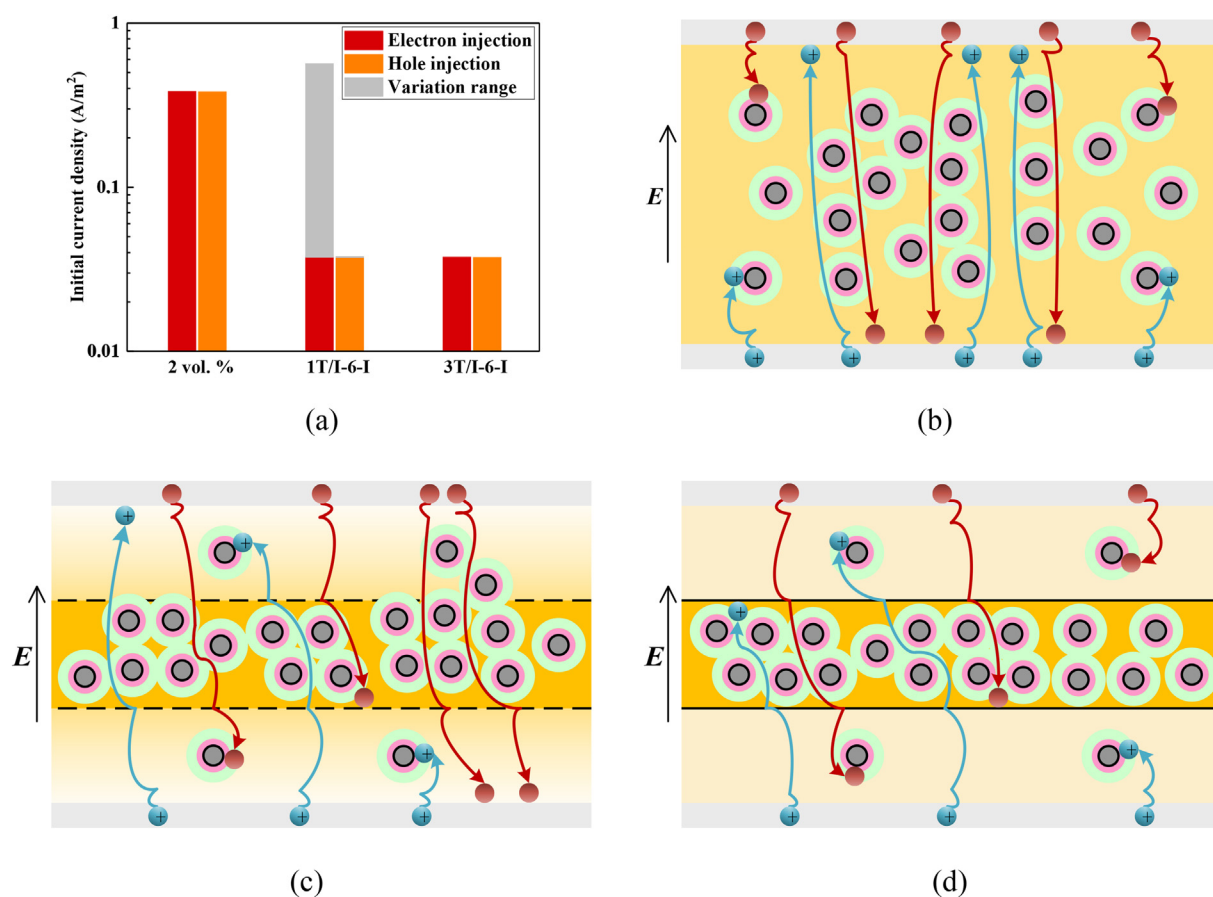 1
0.1
0.01
Initial current density (A/m²)
Electron injection
Hole injection
Variation range
2 vol. %
1T/I-6-I
3T/I-6-I
(a)
E
+ + +
+ +
+ + + + +
(b)
E
+
+
+
+ + +
(c)
E
+
+
+
+ + +
(d)